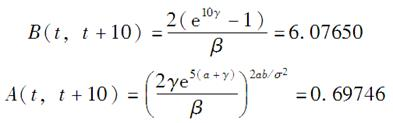 B(t, t+10) = 2(e^{10γ} − 1) / β = 6.07650
A(t, t+10) = (2γe^{5(a+γ)} / β)^{2ab/σ²} = 0.69746